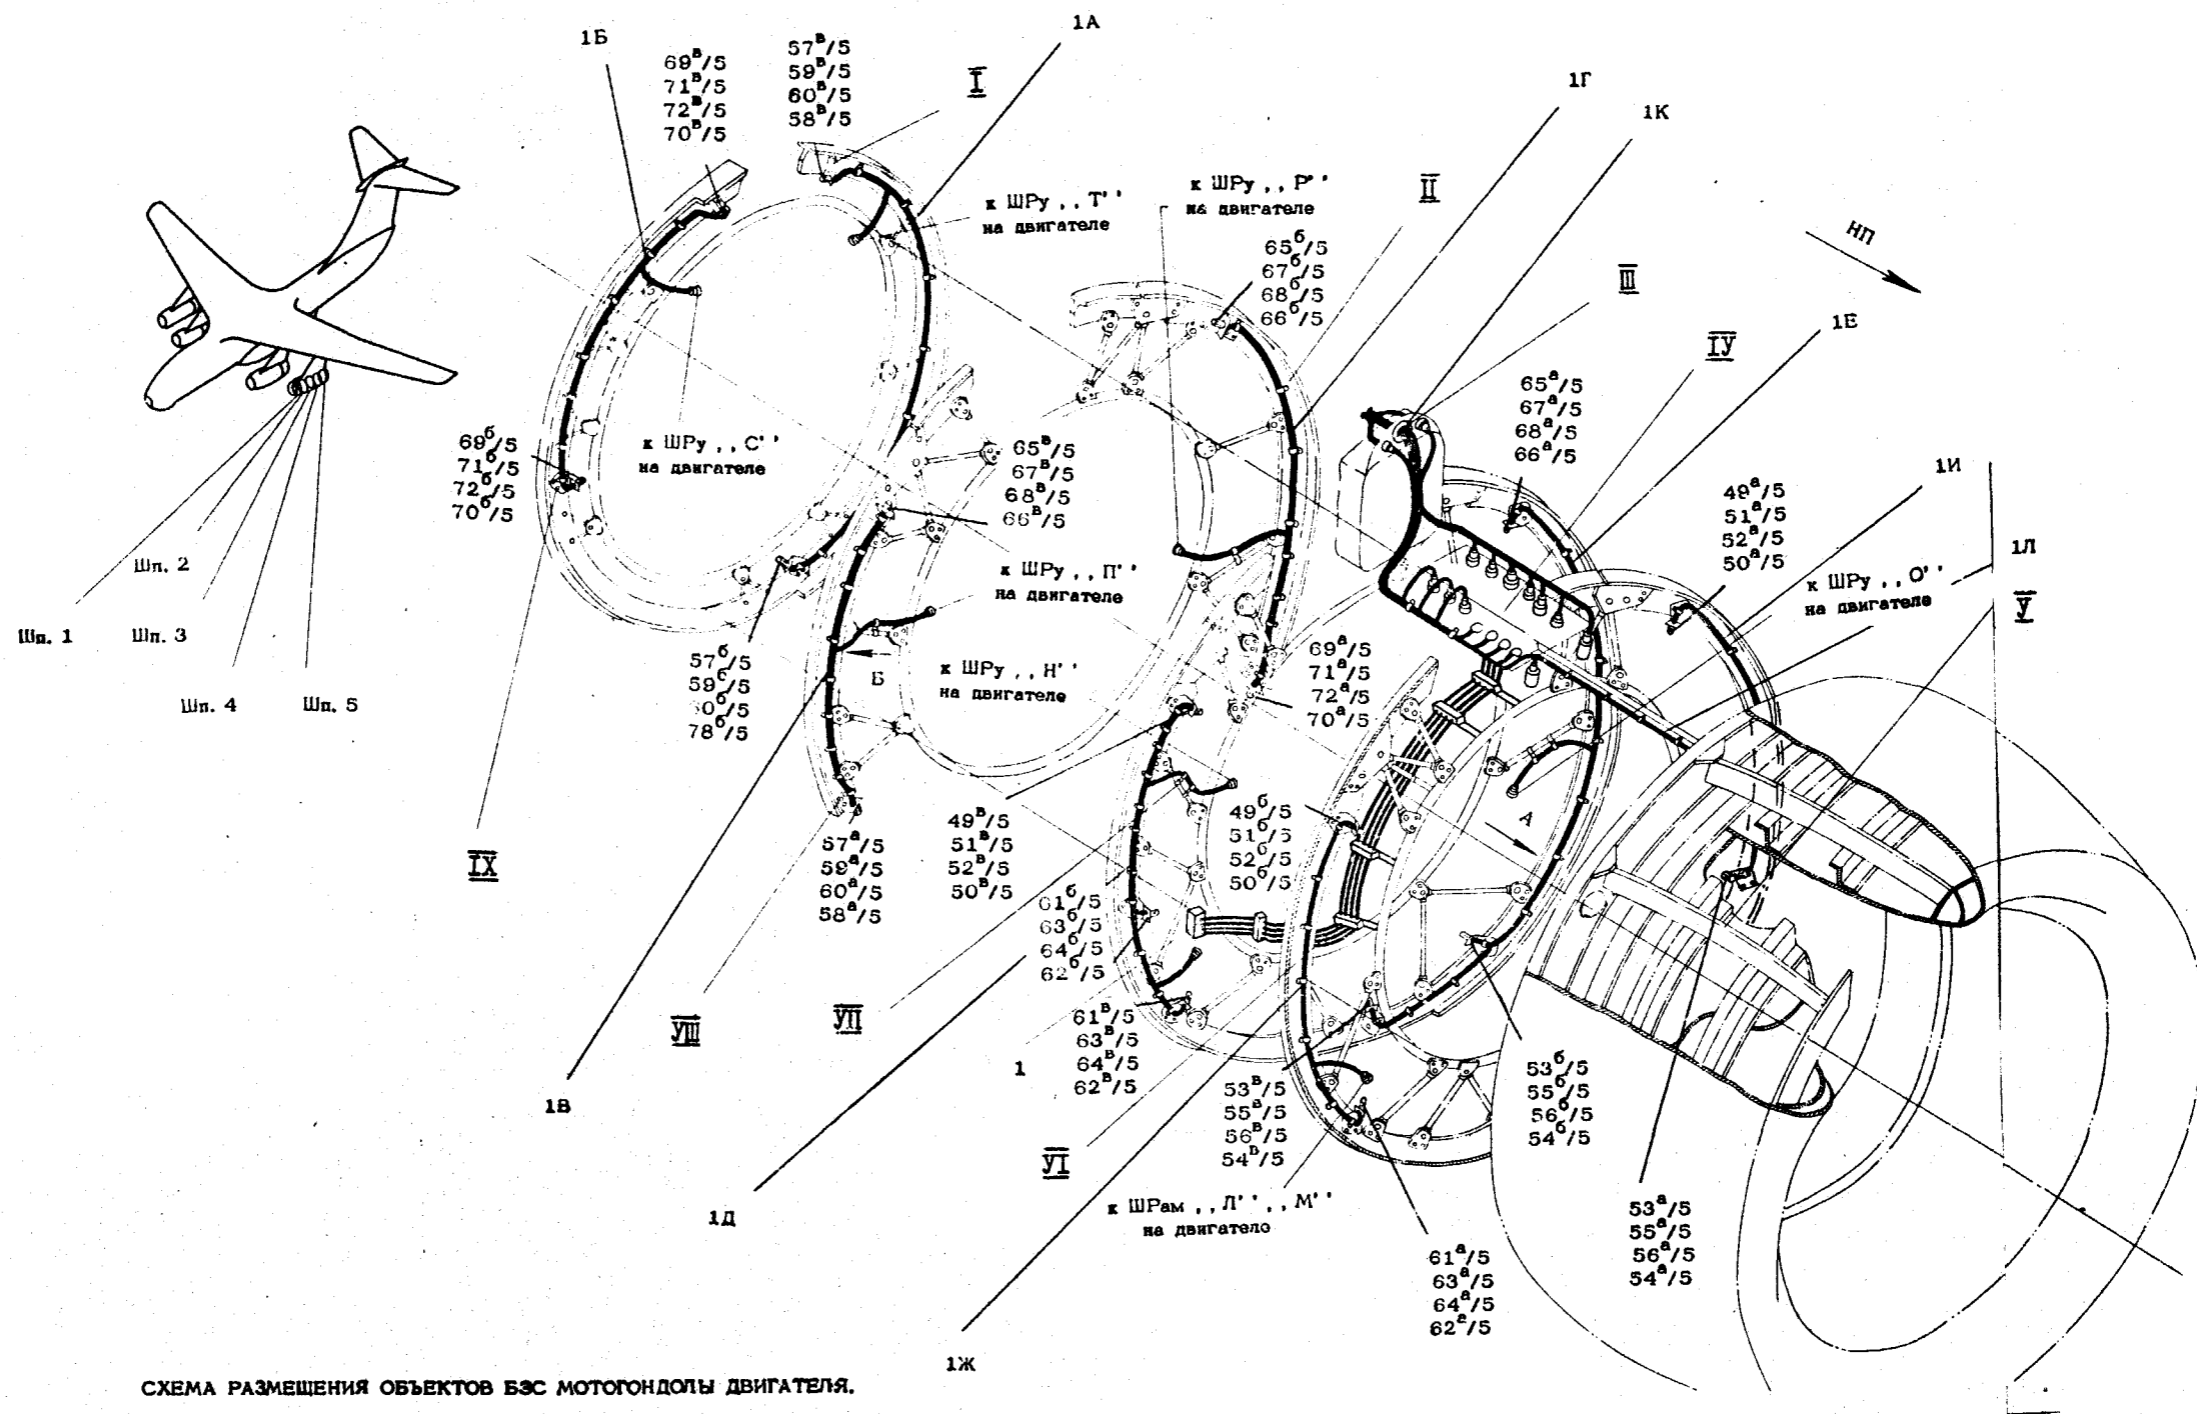 1Б
69в/5
71в/5
72в/5
70в/5
57в/5
59в/5
60в/5
58в/5
I
1А
1Г
1К
к ШРу ,,Т''
на двигателе
к ШРу ,,Р''
на двигателе
II
65б/5
67б/5
68б/5
66б/5
НП
III
IУ
1Е
65а/5
67а/5
68а/5
66а/5
69б/5
71б/5
72б/5
70б/5
к ШРу ,,С''
на двигателе
65в/5
67в/5
68в/5
66в/5
1И
49а/5
51а/5
52а/5
50а/5
1Л
к ШРу ,,О''
на двигателе
У
Шп. 2
Шп. 1
Шп. 3
Шп. 4
Шп. 5
к ШРу ,,П''
на двигателе
57б/5
59б/5
60б/5
78б/5
Б
к ШРу ,,Н''
на двигателе
69а/5
71а/5
72а/5
70а/5
IX
57а/5
59а/5
60а/5
58а/5
49в/5
51в/5
52в/5
50в/5
49б/5
51б/5
52б/5
50б/5
А
61б/5
63б/5
64б/5
62б/5
УIII
УII
1
61в/5
63в/5
64в/5
62в/5
1В
УI
53в/5
55в/5
56в/5
54в/5
53б/5
55б/5
56б/5
54б/5
1Д
к ШРам ,,Л'' ,,М''
на двигателе
53а/5
55а/5
56а/5
54а/5
61а/5
63а/5
64а/5
62а/5
1Ж
СХЕМА РАЗМЕЩЕНИЯ ОБЪЕКТОВ БЭС МОТОГОНДОЛЫ ДВИГАТЕЛЯ.